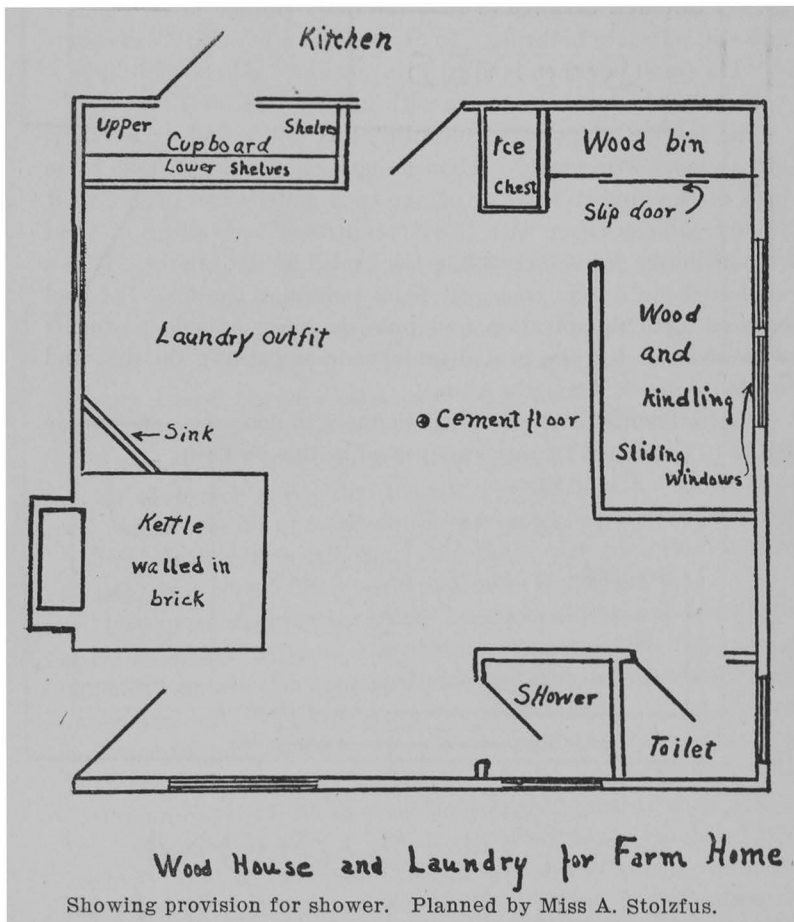 Kitchen
Upper
Shelves
Cupboard
Lower Shelves
Ice
Chest
Wood bin
Slip door
Laundry outfit
Wood
and
kindling
Sink
Cement floor
Sliding
Windows
Kettle
walled in
brick
SHower
Toilet
Wood House and Laundry for Farm Home
Showing provision for shower. Planned by Miss A. Stolzfus.